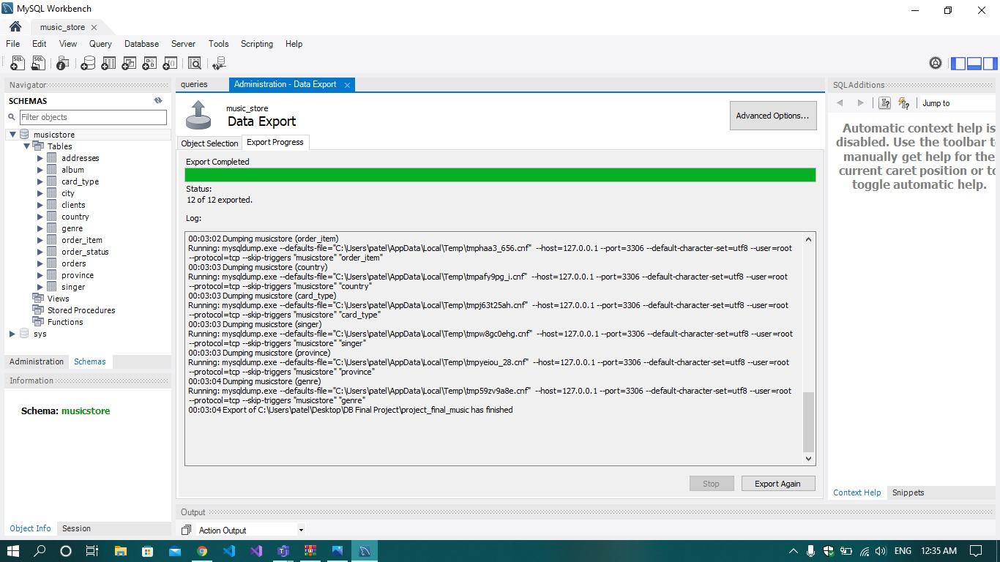 MySQL Workbench
music_store
File Edit View Query Database Server Tools Scripting Help
Navigator
SCHEMAS
Filter objects
musicstore
Tables
addresses
album
card_type
city
clients
country
genre
order_item
order_status
orders
province
singer
Views
Stored Procedures
Functions
sys
Administration Schemas
Information
Schema: musicstore
Object Info Session
queries
Administration - Data Export
music_store
Data Export
Advanced Options...
Object Selection Export Progress
Export Completed
Status:
12 of 12 exported.
Log:
00:03:02 Dumping musicstore (order_item)
Running: mysqldump.exe --defaults-file="C:\Users\patel\AppData\Local\Temp\tmphaa3_656.cnf" --host=127.0.0.1 --port=3306 --default-character-set=utf8 --user=root
--protocol=tcp --skip-triggers "musicstore" "order_item"
00:03:03 Dumping musicstore (country)
Running: mysqldump.exe --defaults-file="C:\Users\patel\AppData\Local\Temp\tmpafy9pg_i.cnf" --host=127.0.0.1 --port=3306 --default-character-set=utf8 --user=root
--protocol=tcp --skip-triggers "musicstore" "country"
00:03:03 Dumping musicstore (card_type)
Running: mysqldump.exe --defaults-file="C:\Users\patel\AppData\Local\Temp\tmpj63t25ah.cnf" --host=127.0.0.1 --port=3306 --default-character-set=utf8 --user=root
--protocol=tcp --skip-triggers "musicstore" "card_type"
00:03:03 Dumping musicstore (singer)
Running: mysqldump.exe --defaults-file="C:\Users\patel\AppData\Local\Temp\tmpw8gc0ehg.cnf" --host=127.0.0.1 --port=3306 --default-character-set=utf8 --user=root
--protocol=tcp --skip-triggers "musicstore" "singer"
00:03:03 Dumping musicstore (province)
Running: mysqldump.exe --defaults-file="C:\Users\patel\AppData\Local\Temp\tmpyeiou_28.cnf" --host=127.0.0.1 --port=3306 --default-character-set=utf8 --user=root
--protocol=tcp --skip-triggers "musicstore" "province"
00:03:04 Dumping musicstore (genre)
Running: mysqldump.exe --defaults-file="C:\Users\patel\AppData\Local\Temp\tmp59zv9a8e.cnf" --host=127.0.0.1 --port=3306 --default-character-set=utf8 --user=root
--protocol=tcp --skip-triggers "musicstore" "genre"
00:03:04 Export of C:\Users\patel\Desktop\DB Final Project\project_final_music has finished
Stop Export Again
Output
Action Output
SQLAdditions
Jump to
Automatic context help is
disabled. Use the toolbar t
manually get help for the
current caret position or to
toggle automatic help.
Context Help Snippets
ENG 12:35 AM